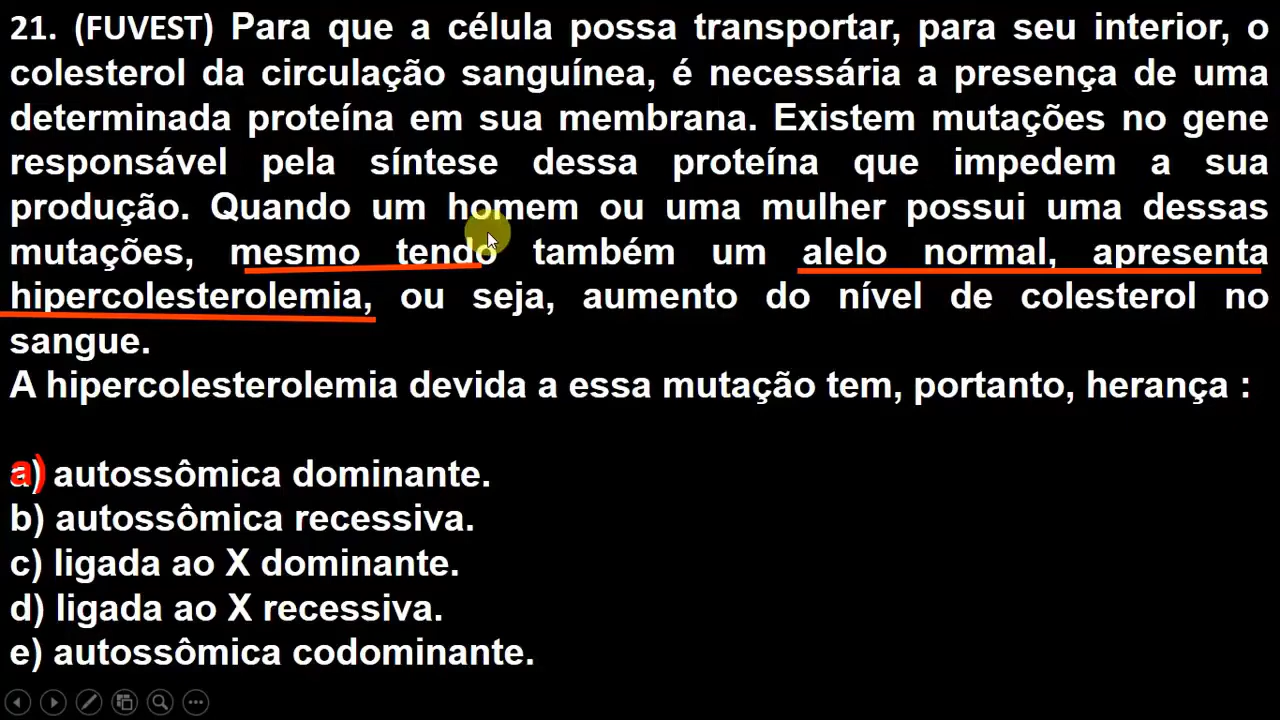 21. (FUVEST) Para que a célula possa transportar, para seu interior, o
colesterol da circulação sanguínea, é necessária a presença de uma
determinada proteína em sua membrana. Existem mutações no gene
responsável pela síntese dessa proteína que impedem a sua
produção. Quando um homem ou uma mulher possui uma dessas
mutações, mesmo tendo também um alelo normal, apresenta
hipercolesterolemia, ou seja, aumento do nível de colesterol no
sangue.
A hipercolesterolemia devida a essa mutação tem, portanto, herança :
a) autossômica dominante.
b) autossômica recessiva.
c) ligada ao X dominante.
d) ligada ao X recessiva.
e) autossômica codominante.